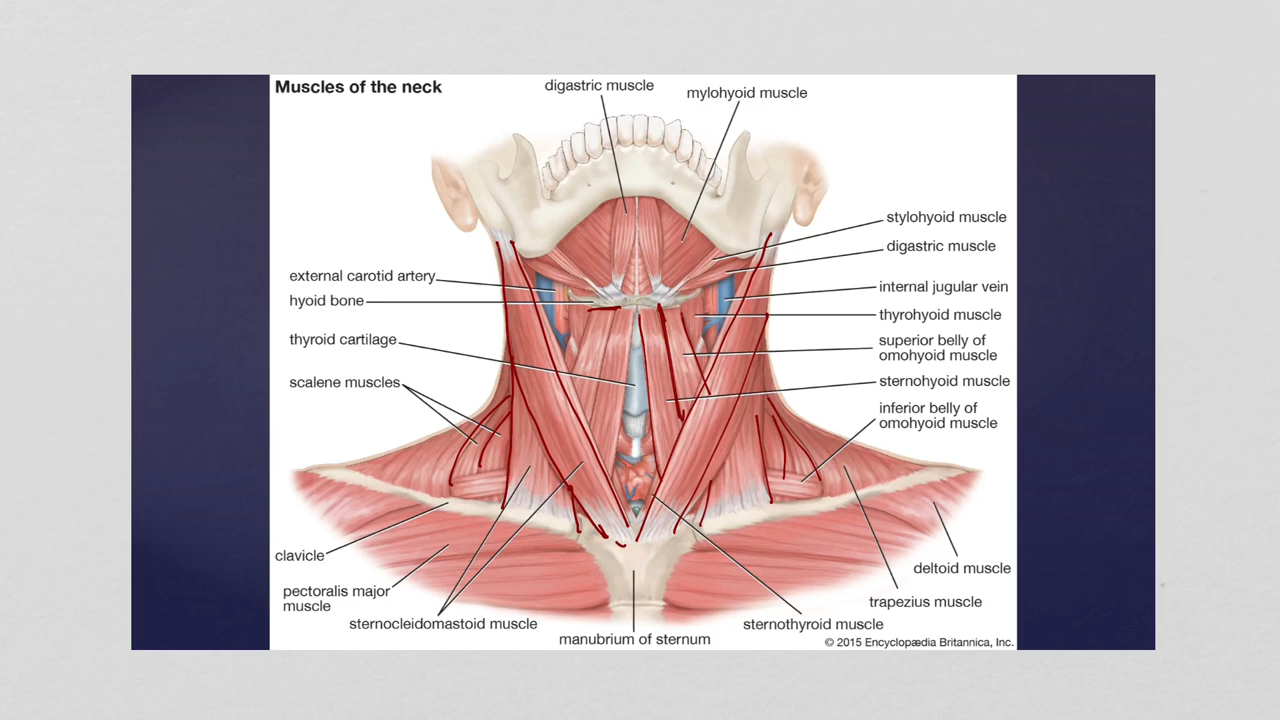 Muscles of the neck
digastric muscle
mylohyoid muscle
stylohyoid muscle
digastric muscle
external carotid artery
internal jugular vein
hyoid bone
thyrohyoid muscle
thyroid cartilage
superior belly of
omohyoid muscle
scalene muscles
sternohyoid muscle
inferior belly of
omohyoid muscle
clavicle
deltoid muscle
pectoralis major
muscle
trapezius muscle
sternocleidomastoid muscle
sternothyroid muscle
manubrium of sternum
© 2015 Encyclopædia Britannica, Inc.